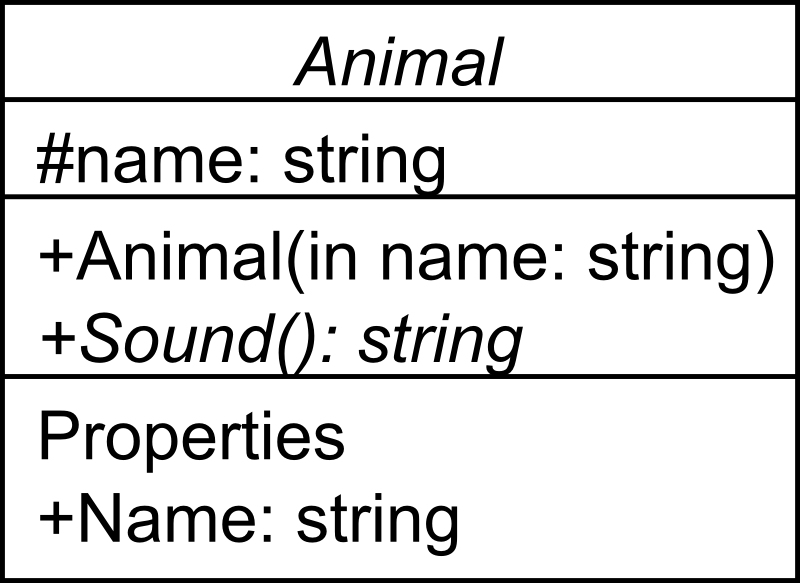 Animal
#name: string
+Animal(in name: string)
+Sound(): string
Properties
+Name: string